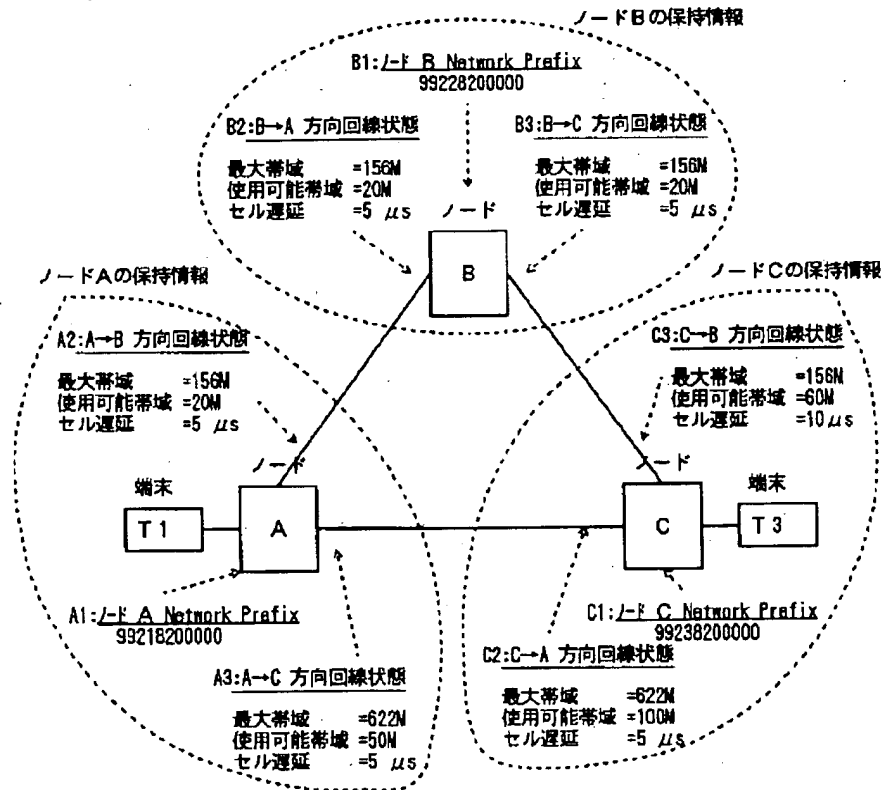 ノードBの保持情報
B1:ノード B Network Prefix
99228200000
B2:B→A 方向回線状態
最大帯域 =156M
使用可能帯域 =20M
セル遅延 =5 μs
B3:B→C 方向回線状態
最大帯域 =156M
使用可能帯域 =20M
セル遅延 =5 μs
ノード
B
ノードAの保持情報
A2:A→B 方向回線状態
最大帯域 =156M
使用可能帯域 =20M
セル遅延 =5 μs
ノードCの保持情報
C3:C→B 方向回線状態
最大帯域 =156M
使用可能帯域 =60M
セル遅延 =10μs
端末
T1
ノード
A
ノード
C
端末
T3
A1:ノード A Network Prefix
99218200000
C1:ノード C Network Prefix
99238200000
A3:A→C 方向回線状態
最大帯域 =622M
使用可能帯域 =50M
セル遅延 =5 μs
C2:C→A 方向回線状態
最大帯域 =622M
使用可能帯域 =100M
セル遅延 =5 μs